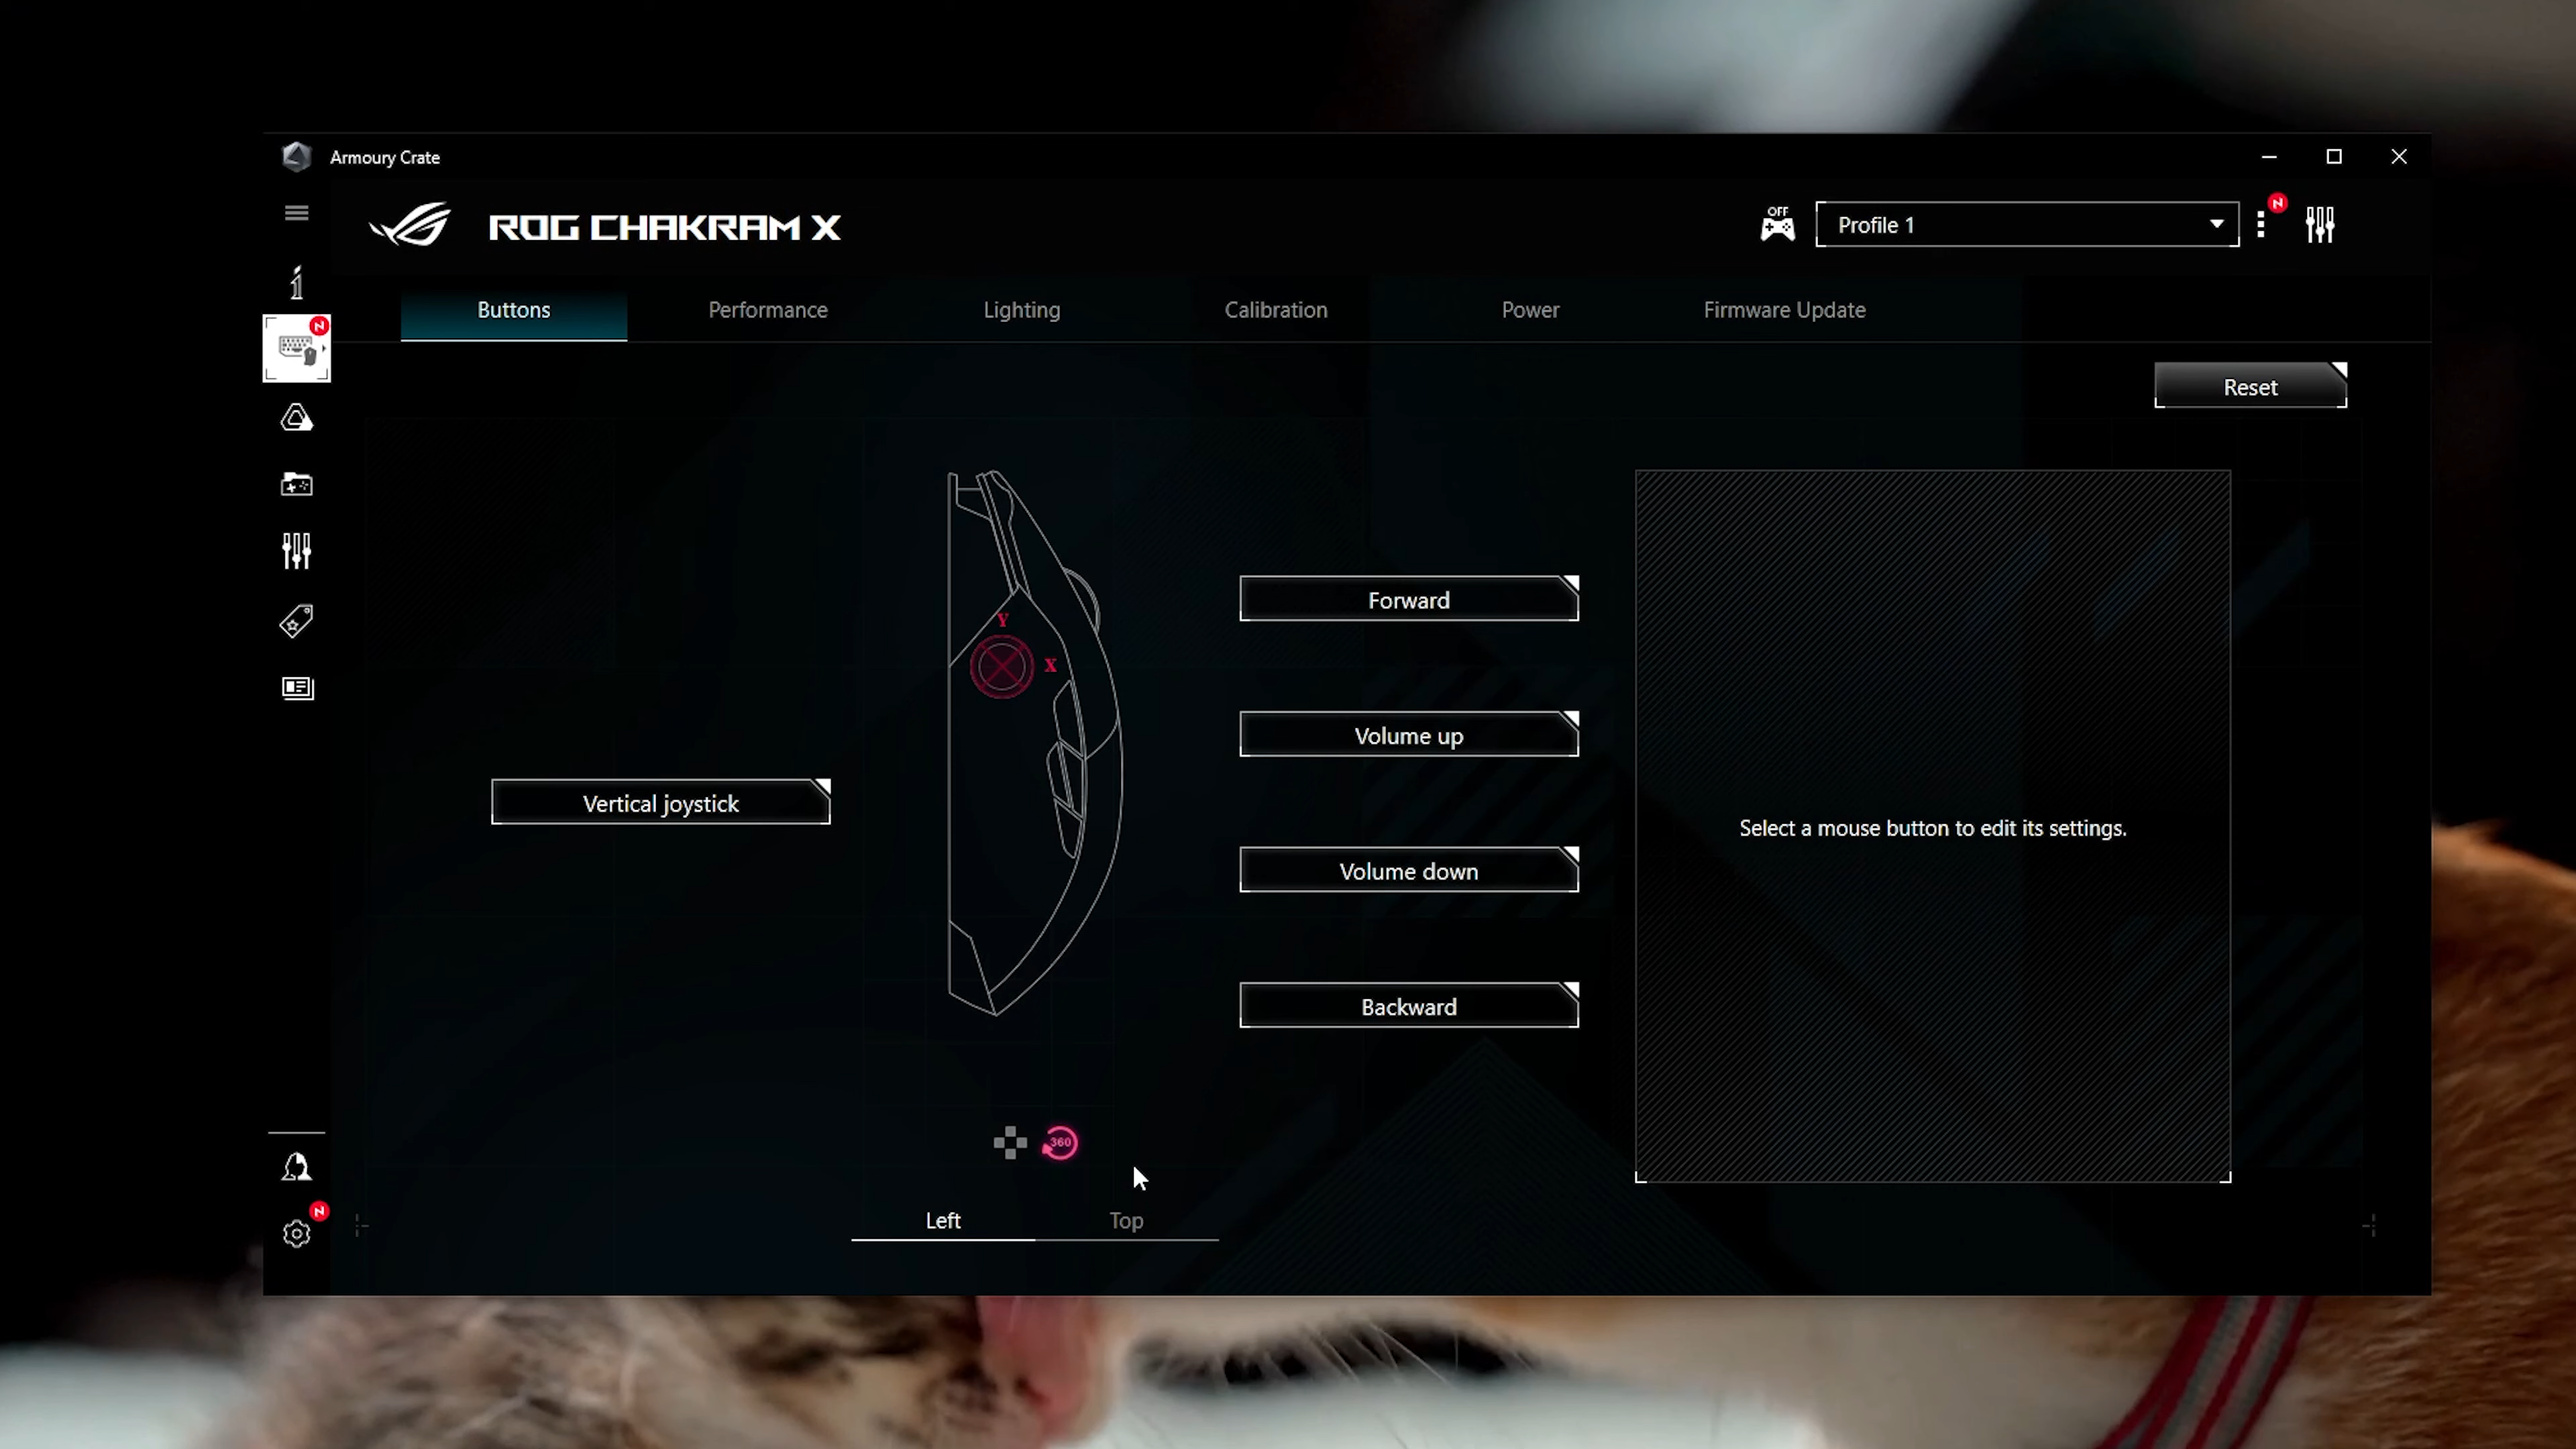 Armoury Crate
ROG CHAKRAM X
OFF
Profile 1
N
Buttons
Performance
Lighting
Calibration
Power
Firmware Update
N
Reset
Forward
Y
X
Volume up
Vertical joystick
Select a mouse button to edit its settings.
Volume down
Backward
360
N
Left
Top